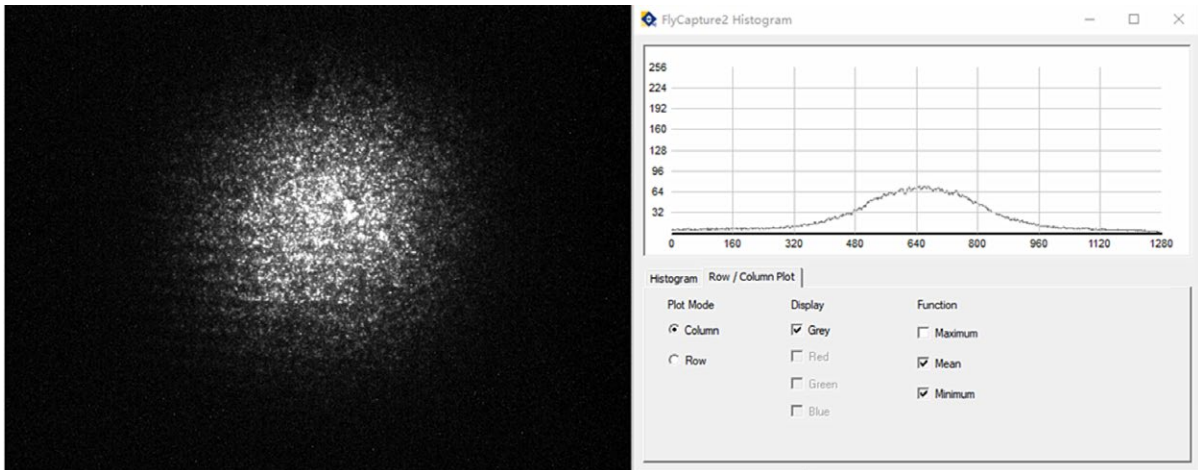 FlyCapture2 Histogram
256
224
192
160
128
96
64
32
0 160 320 480 640 800 960 1120 1280
Histogram Row / Column Plot
Plot Mode Display Function
Column Grey Maximum
Row Red Mean
Green Minimum
Blue